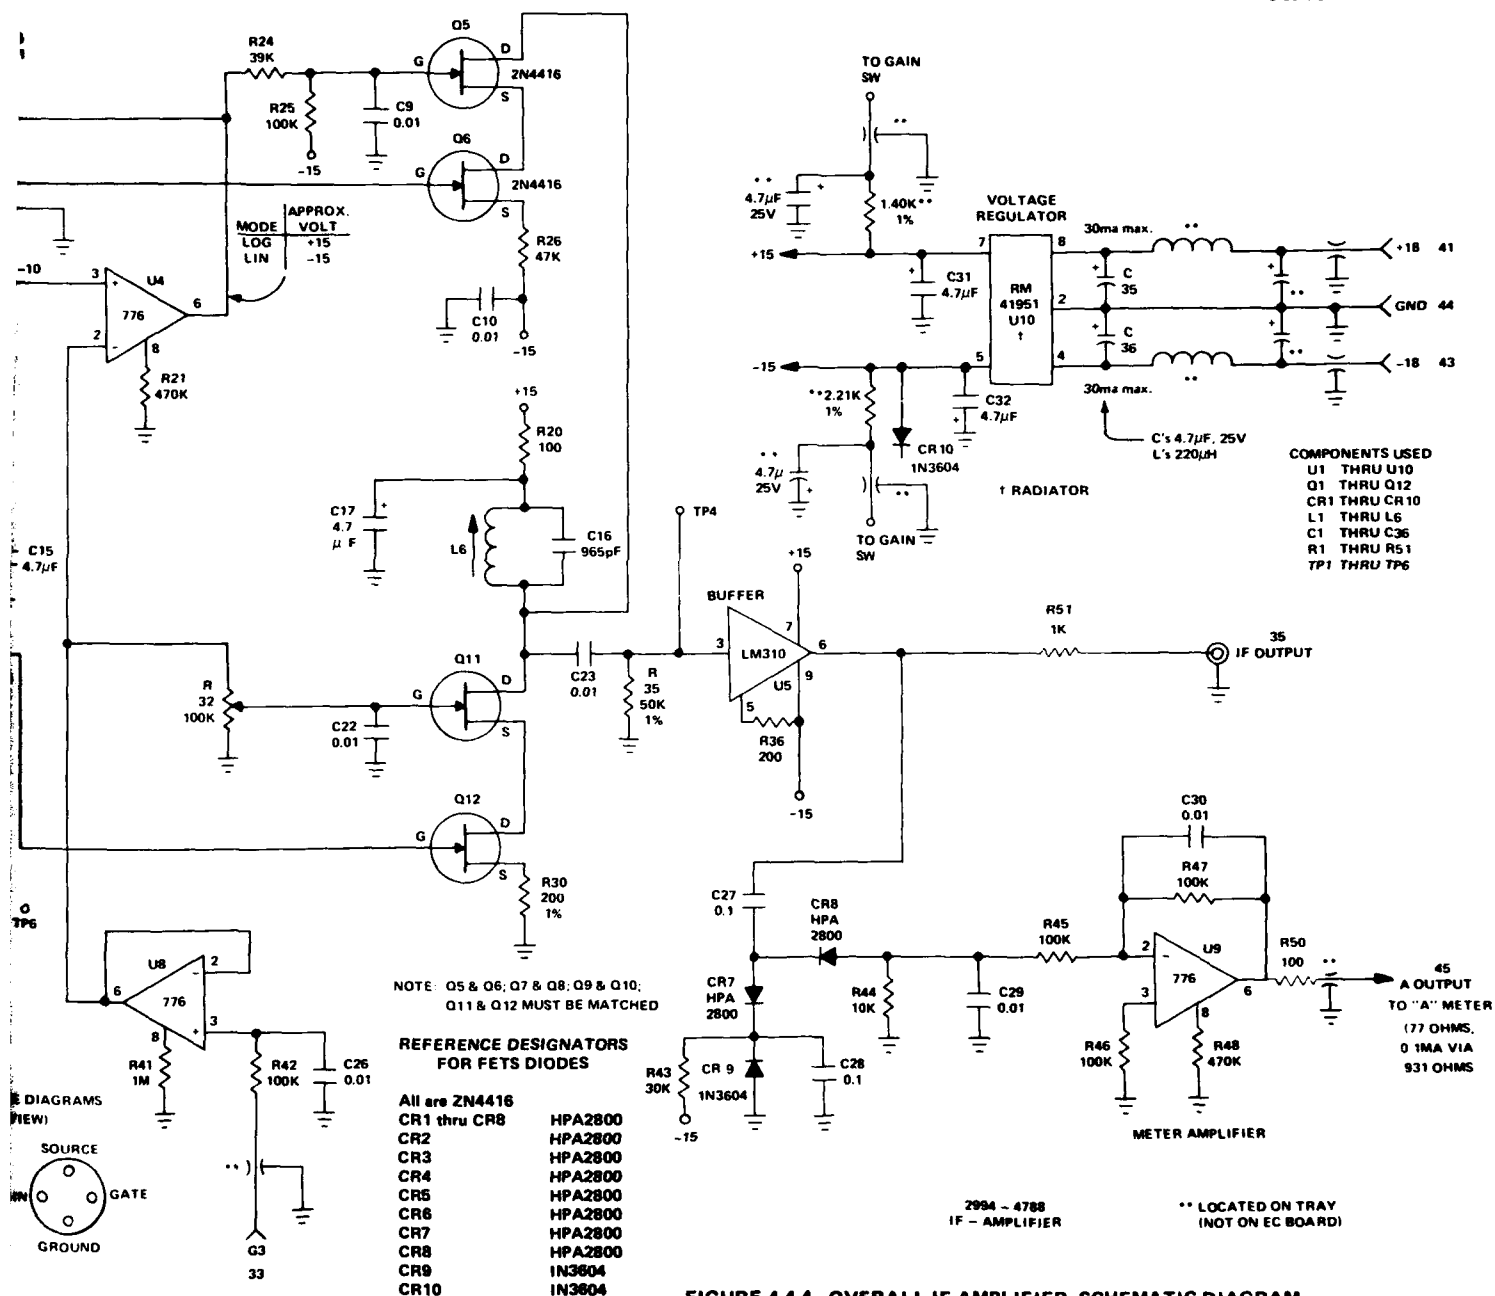 R24
39K
Q5
G
D
2N4416
S
R25
100K
-15
C9
0.01
Q6
G
D
2N4416
S
MODE APPROX. VOLT
LOG +15
LIN -15
R26
47K
C10
0.01
-15
-10
3
+
U4
776
6
2
-
8
R21
470K
+15
R20
100
C17
4.7
μ F
+
L6
C16
965pF
C15
4.7μF
TO GAIN
SW
**
**
4.7μF
25V
+
1.40K**
1%
VOLTAGE
REGULATOR
+15
7
8
C31
4.7μF
+
RM
41951
U10
†
2
5
4
30ma max.
**
+
C
35
+
C
36
+
**
+
**
+18 41
GND 44
-18 43
-15
**2.21K
1%
C32
4.7μF
+
CR10
1N3604
**
4.7μ
25V
+
**
TO GAIN
SW
30ma max.
**
C's 4.7μF, 25V
L's 220μH
† RADIATOR
COMPONENTS USED
U1 THRU U10
Q1 THRU Q12
CR1 THRU CR10
L1 THRU L6
C1 THRU C36
R1 THRU R51
TP1 THRU TP6
TP4
+15
BUFFER
3
7
LM310
6
U5
9
5
R36
200
-15
R51
1K
35
IF OUTPUT
Q11
G
D
S
C23
0.01
R
35
50K
1%
R
32
100K
C22
0.01
Q12
G
D
S
R30
200
1%
TP6
U8
2
-
776
6
3
+
8
R41
1M
R42
100K
C26
0.01
**
G3
33
NOTE: Q5 & Q6; Q7 & Q8; Q9 & Q10;
Q11 & Q12 MUST BE MATCHED
REFERENCE DESIGNATORS
FOR FETS DIODES
All are 2N4416
CR1 thru CR8 HPA2800
CR2 HPA2800
CR3 HPA2800
CR4 HPA2800
CR5 HPA2800
CR6 HPA2800
CR7 HPA2800
CR8 HPA2800
CR9 IN3604
CR10 IN3604
DIAGRAMS
SOURCE
GATE
GROUND
C27
0.1
CR8
HPA
2800
CR7
HPA
2800
R44
10K
C29
0.01
R43
30K
-15
CR 9
1N3604
C28
0.1
R45
100K
C30
0.01
R47
100K
2
-
U9
776
3
6
8
R46
100K
R48
470K
R50
100
**
45
A OUTPUT
TO "A" METER
(77 OHMS,
0 1MA VIA
931 OHMS
METER AMPLIFIER
2994 ~ 4788
IF - AMPLIFIER
** LOCATED ON TRAY
(NOT ON EC BOARD)
FIGURE 4.4.4 OVERALL IF AMPLIFIER, SCHEMATIC DIAGRAM